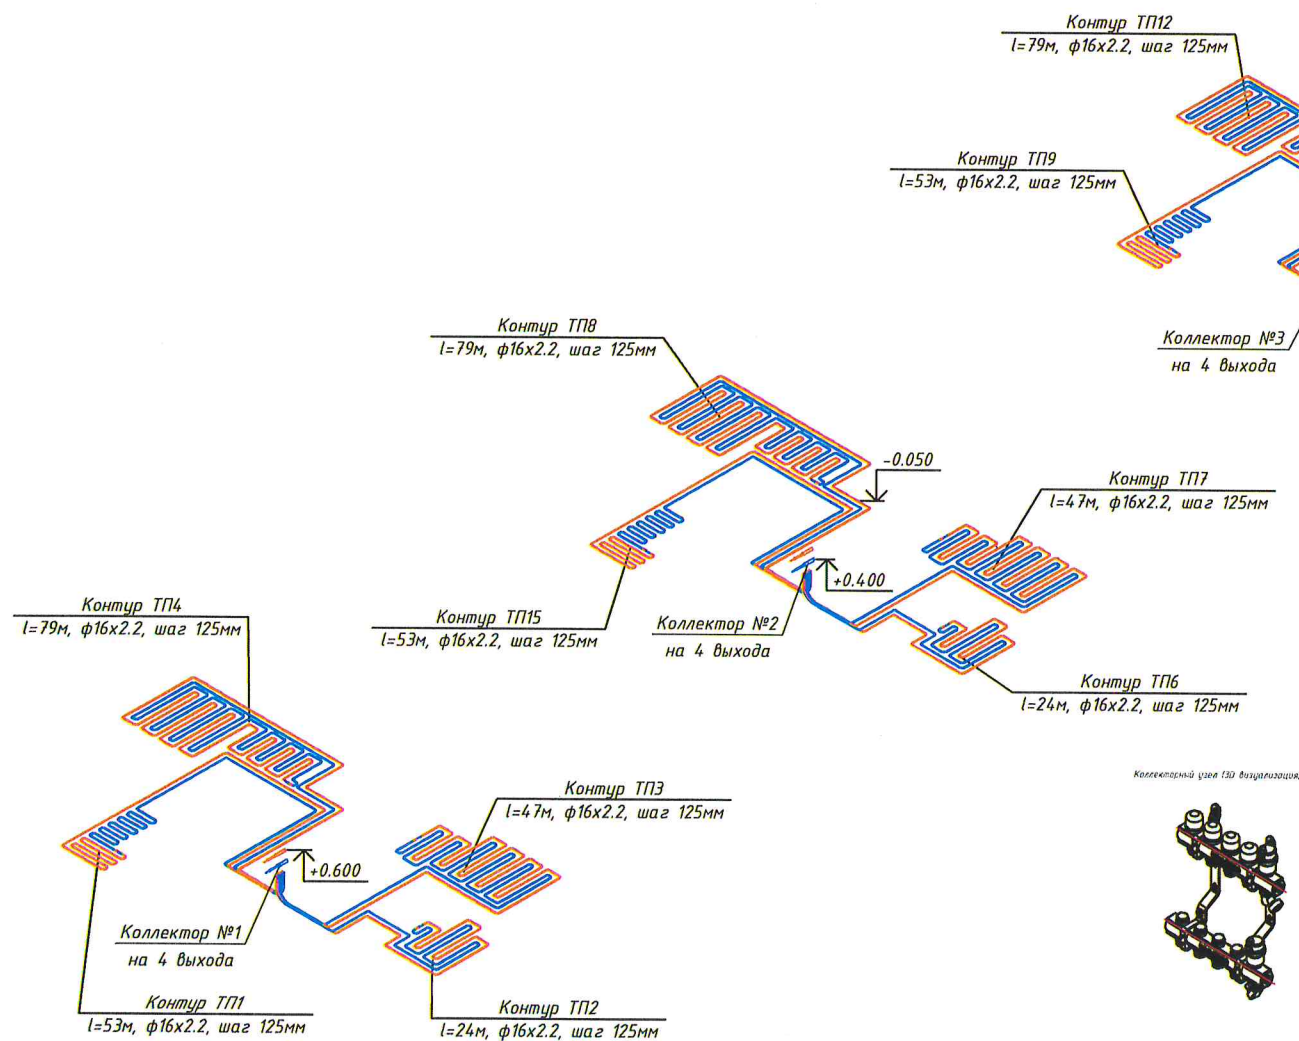 Контур ТП12
l=79м, ф16х2.2, шаг 125мм
Контур ТП9
l=53м, ф16х2.2, шаг 125мм
Коллектор №3
на 4 выхода
Контур ТП8
l=79м, ф16х2.2, шаг 125мм
-0.050
Контур ТП7
l=47м, ф16х2.2, шаг 125мм
+0.400
Контур ТП15
l=53м, ф16х2.2, шаг 125мм
Коллектор №2
на 4 выхода
Контур ТП6
l=24м, ф16х2.2, шаг 125мм
Контур ТП4
l=79м, ф16х2.2, шаг 125мм
Контур ТП3
l=47м, ф16х2.2, шаг 125мм
+0.600
Коллектор №1
на 4 выхода
Контур ТП1
l=53м, ф16х2.2, шаг 125мм
Контур ТП2
l=24м, ф16х2.2, шаг 125мм
Коллекторный узел (3D визуализация,